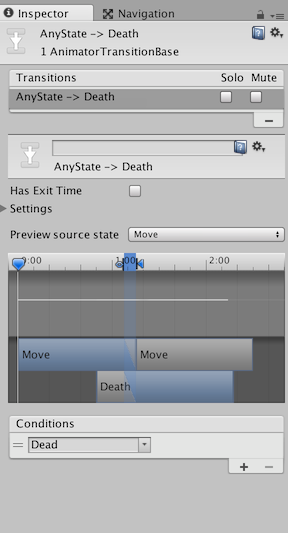 Inspector
Navigation
AnyState -> Death
1 AnimatorTransitionBase
Transitions Solo Mute
AnyState -> Death
AnyState -> Death
Has Exit Time
Settings
Preview source state Move
0:00 1:00 2:00
Move Move
Death
Conditions
Dead